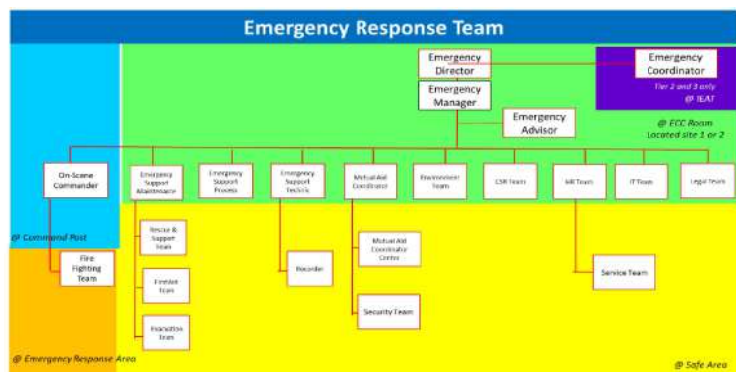 Emergency Response Team
Emergency
Director
Emergency
Coordinator
Tier 2 and 3 only
@ IEAT
Emergency
Manager
Emergency
Advisor
@ ECC Room
Located site 1 or 2
On-Scene
Commander
Emergency
Support
Maintenance
Emergency
Support
Process
Emergency
Support
Technic
Mutual Aid
Coordinator
Environment
Team
CSR Team
HR Team
IT Team
Legal Team
@ Command Post
Fire
Fighting
Team
Rescue &
Support
Team
Team
Evacuation
Team
Recorder
Mutual Aid
Coordinator
Center
Security Team
Service Team
@ Emergency Response Area
@ Safe Area